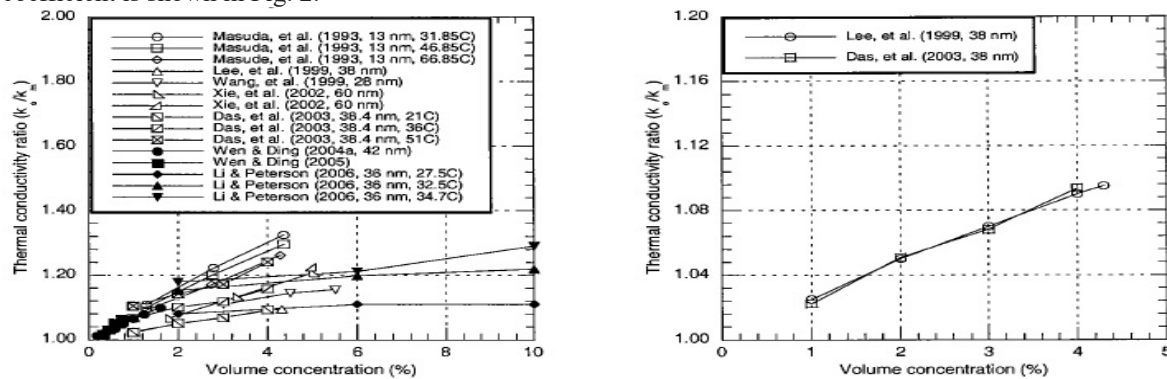 coefficient is shown in Fig. 2.
2.00
1.80
1.60
1.40
1.20
1.00
Thermal conductivity ratio (k /k )
Masuda, et al. (1993, 13 nm, 31.85C)
Masuda, et al. (1993, 13 nm, 46.85C)
Masuda, et al. (1993, 13 nm, 66.85C)
Lee, et al. (1999, 38 nm)
Wang, et al. (1999, 28 nm)
Xie, et al. (2002, 60 nm)
Xie, et al. (2002, 60 nm)
Das, et al. (2003, 38.4 nm, 21C)
Das, et al. (2003, 38.4 nm, 36C)
Das, et al. (2003, 38.4 nm, 51C)
Wen & Ding (2004a, 42 nm)
Wen & Ding (2005)
Li & Peterson (2006, 36 nm, 27.5C)
Li & Peterson (2006, 36 nm, 32.5C)
Li & Peterson (2006, 36 nm, 34.7C)
0 2 4 6 8 10
Volume concentration (%)
1.20
1.16
1.12
1.08
1.04
1.00
Thermal conductivity ratio (k /k )
Lee, et al. (1999, 38 nm)
Das, et al. (2003, 38 nm)
0 1 2 3 4 5
Volume concentration (%)